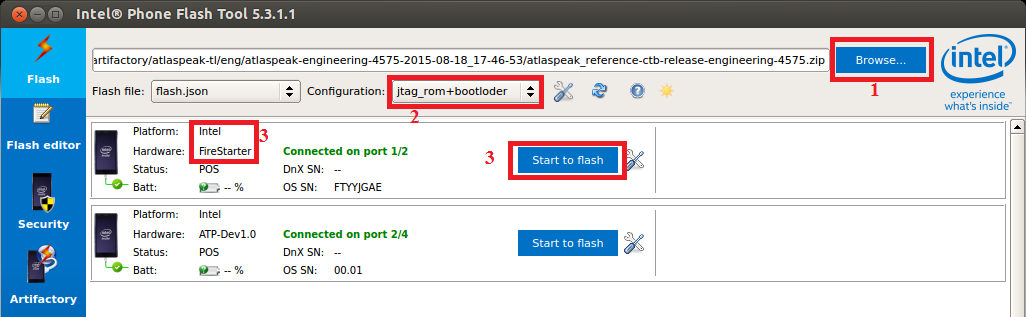 Intel® Phone Flash Tool 5.3.1.1
artifactory/atlaspeak-tl/eng/atlaspeak-engineering-4575-2015-08-18_17-46-53/atlaspeak_reference-ctb-release-engineering-4575.zip Browse...
1
intel
experience
what's inside™
Flash
Flash file: flash.json Configuration: jtag_rom+bootloder
2
Flash editor
Security
Artifactory
Platform: Intel
3
Hardware: FireStarter Connected on port 1/2
3 Start to flash
Status: POS DnX SN: --
Batt: -- % OS SN: FTYYJGAE
Platform: Intel
Hardware: ATP-Dev1.0 Connected on port 2/4
Start to flash
Status: POS DnX SN: --
Batt: -- % OS SN: 00.01